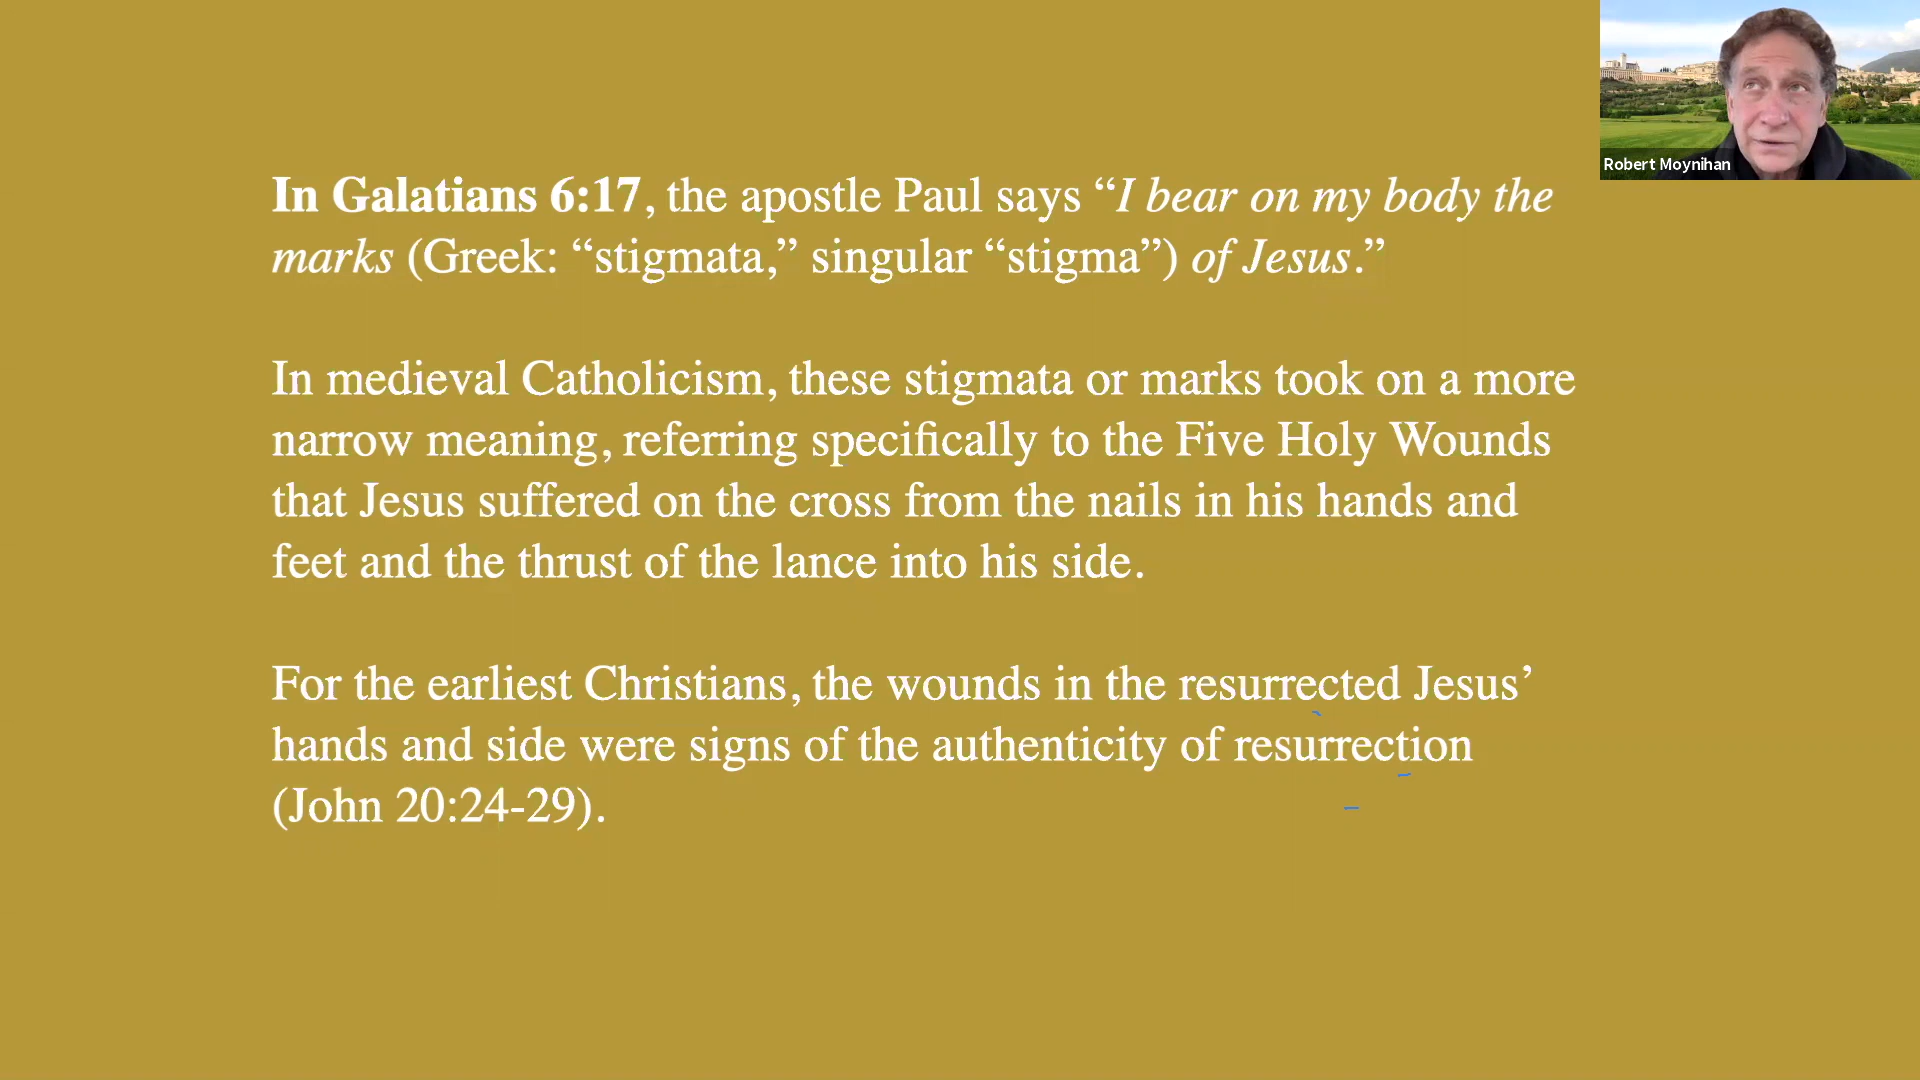 Robert Moynihan
In Galatians 6:17, the apostle Paul says “I bear on my body the
marks (Greek: “stigmata,” singular “stigma”) of Jesus.”
In medieval Catholicism, these stigmata or marks took on a more
narrow meaning, referring specifically to the Five Holy Wounds
that Jesus suffered on the cross from the nails in his hands and
feet and the thrust of the lance into his side.
For the earliest Christians, the wounds in the resurrected Jesus’
hands and side were signs of the authenticity of resurrection
(John 20:24-29).